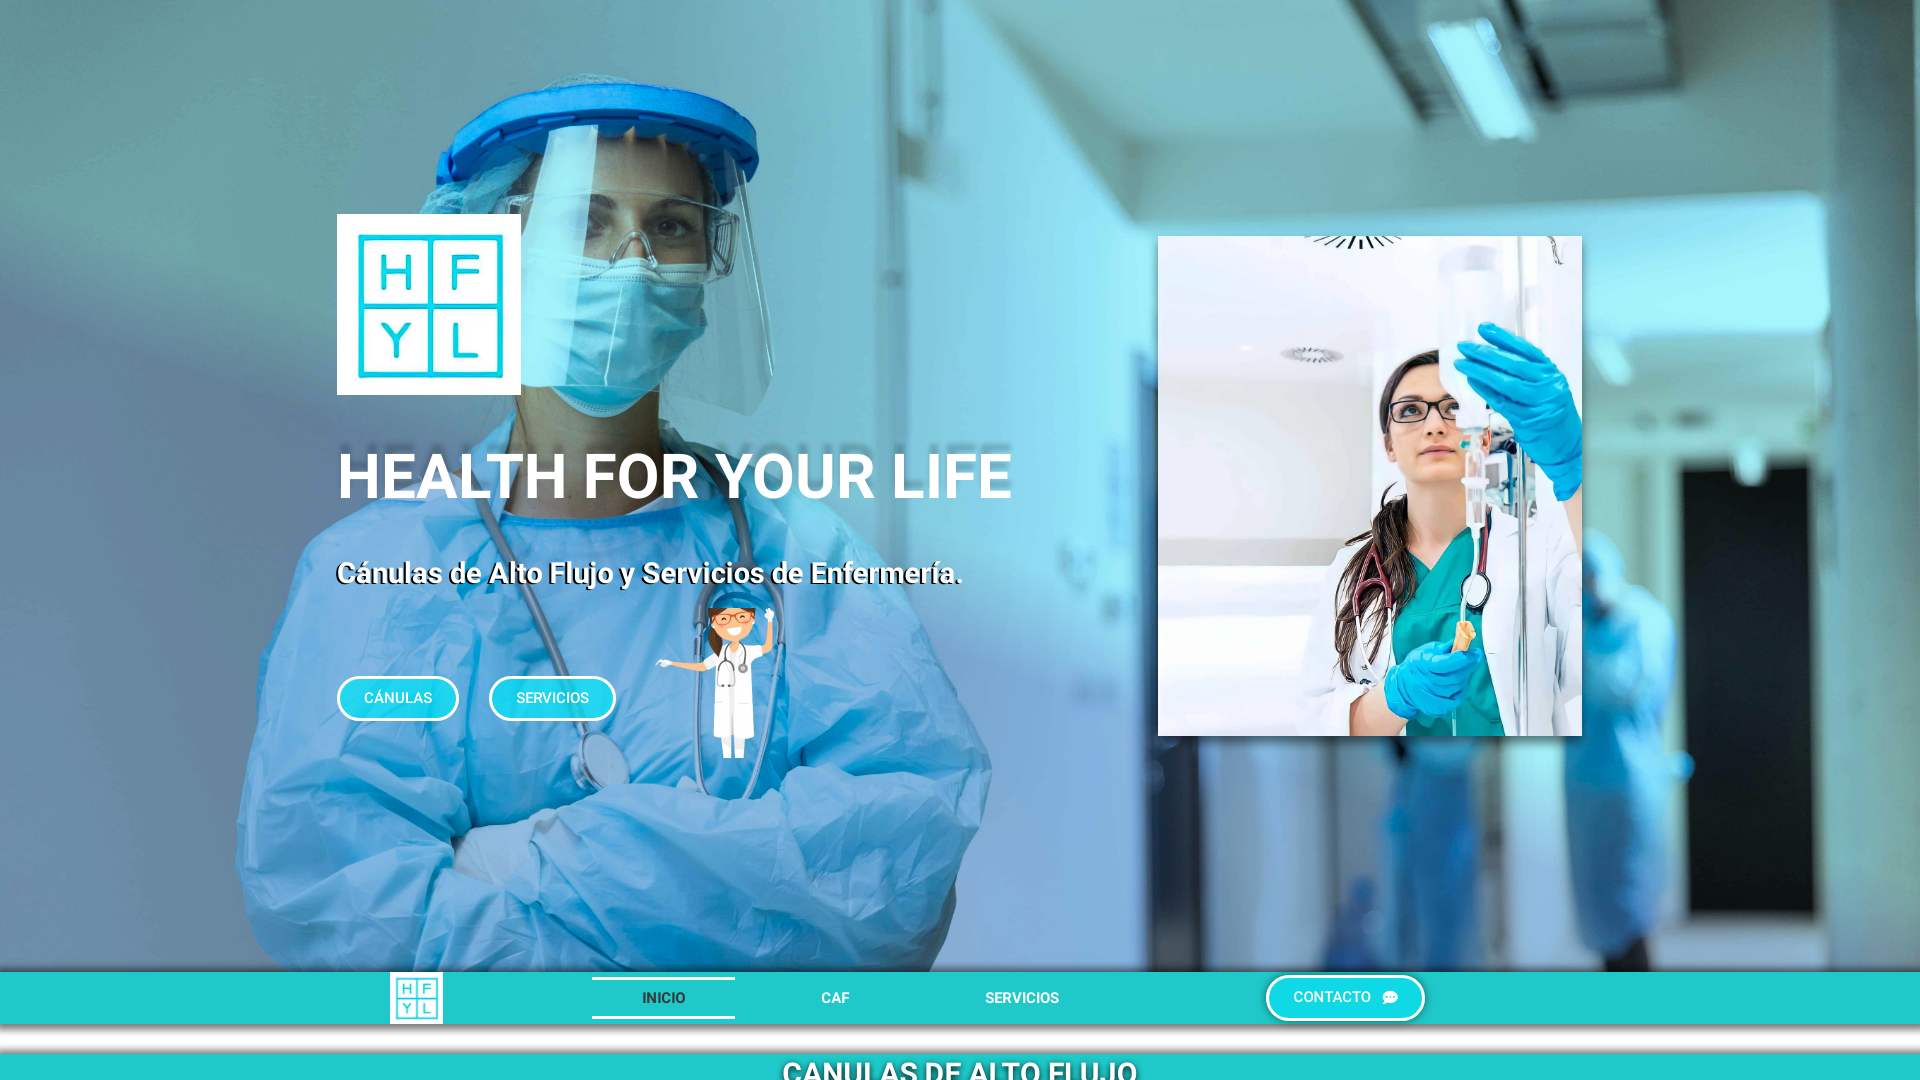 H F
Y L
HEALTH FOR YOUR LIFE
Cánulas de Alto Flujo y Servicios de Enfermería.
CÁNULAS
SERVICIOS
H F
Y L
INICIO
CAF
SERVICIOS
CONTACTO
CANULAS DE ALTO FLUJO